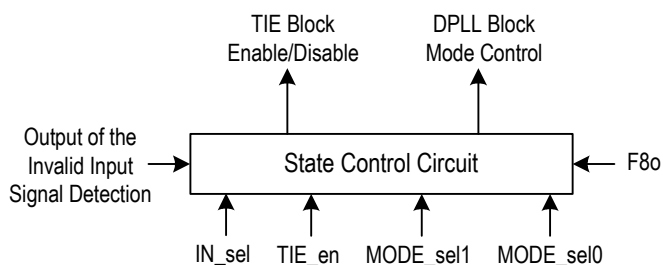 TIE Block
Enable/Disable
DPLL Block
Mode Control
Output of the
Invalid Input
Signal Detection
State Control Circuit
F8o
IN_sel
TIE_en
MODE_sel1
MODE_sel0